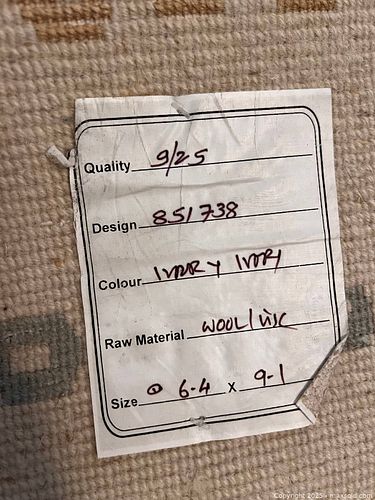 Quality 9/25
Design 851738
Colour IVORY IVORY
Raw Material WOOL/VISC
Size 6-4 x 9-1
Copyright 2025 - maxsold.com